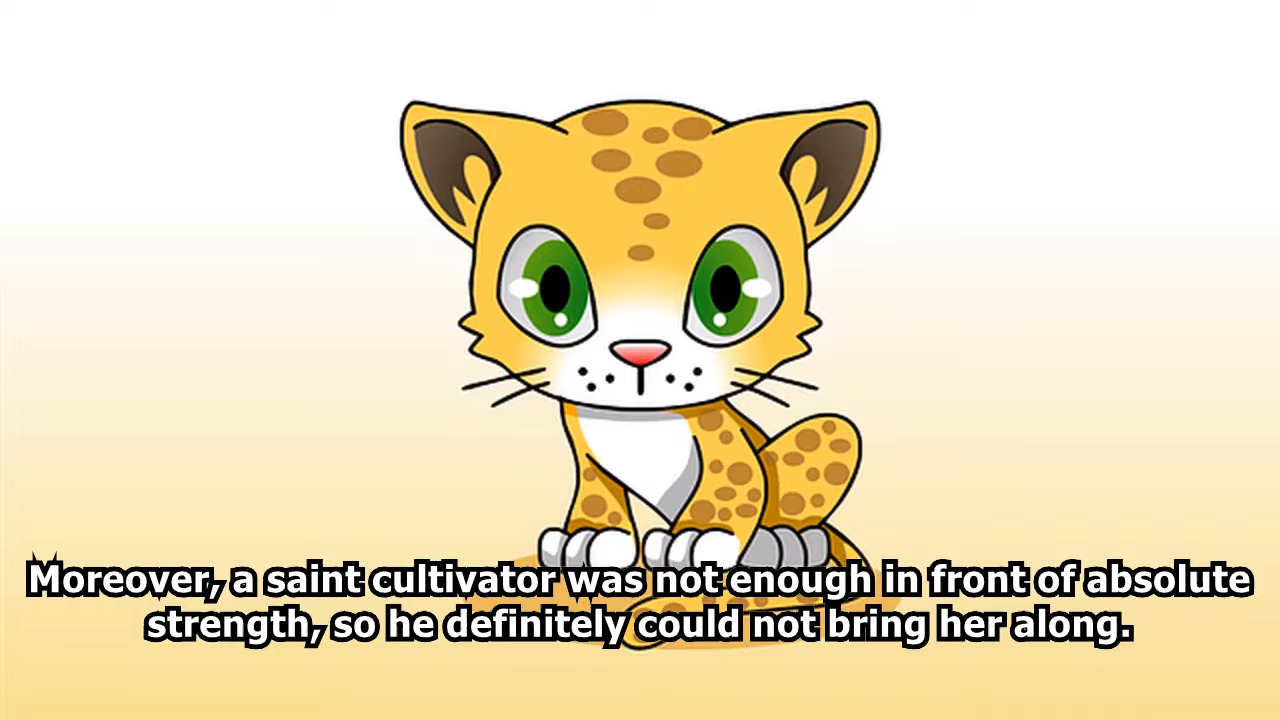 Moreover, a saint cultivator was not enough in front of absolute
strength, so he definitely could not bring her along.